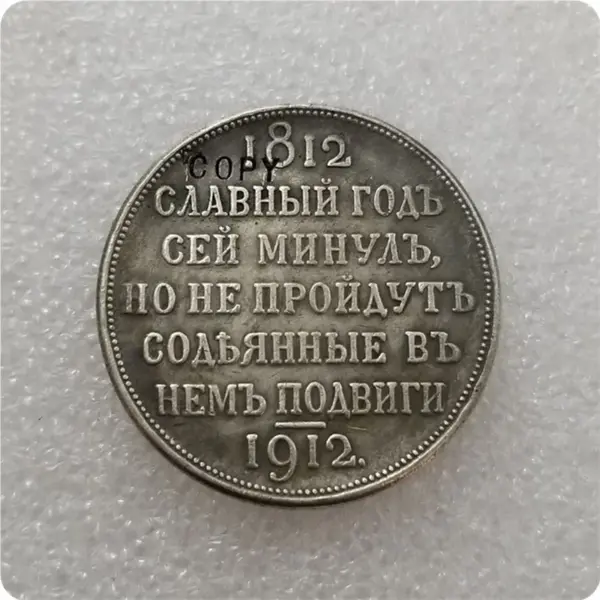 1812
COPY
СЛАВНЫЙ ГОДЪ
СЕЙ МИНУЛЪ,
НО НЕ ПРОЙДУТЪ
СОДѢЯННЫЕ ВЪ
НЕМЪ ПОДВИГИ
1912.